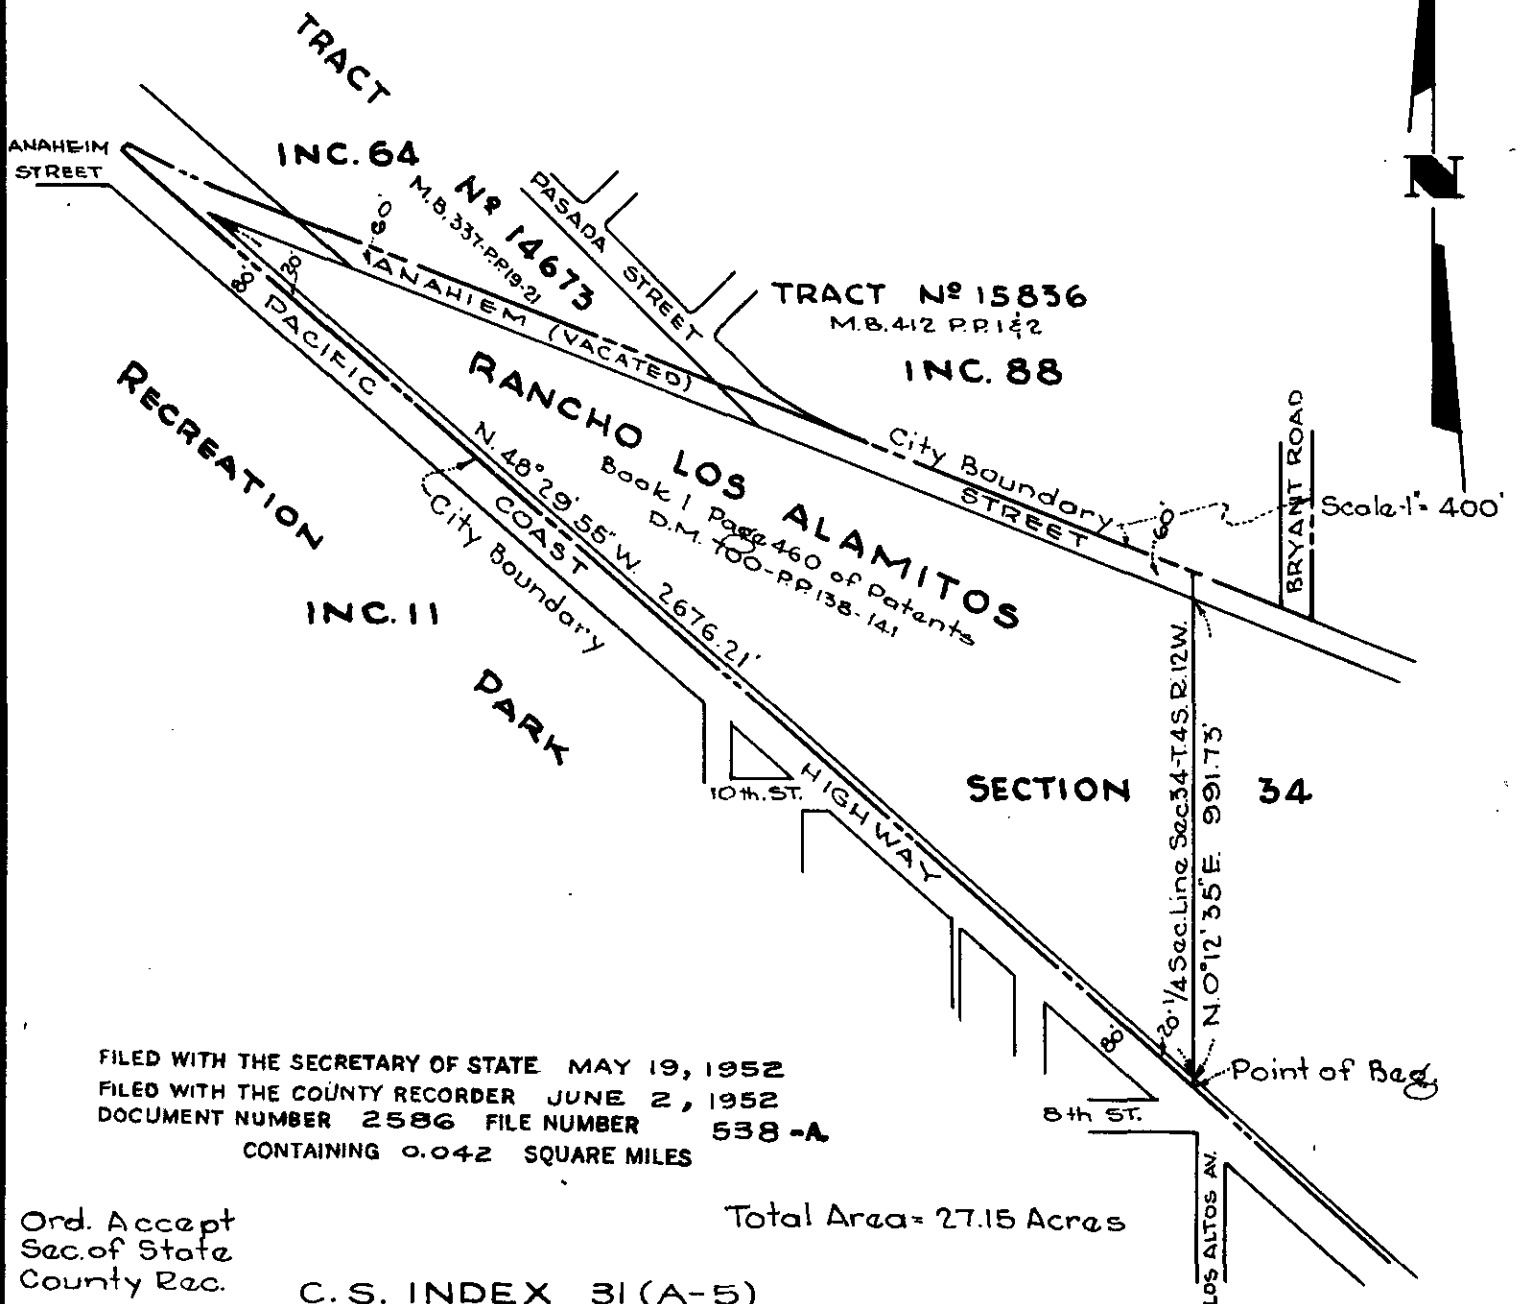 TRACT
Nº 14673
M.B. 337-P.P. 19-21
ANAHEIM
STREET
INC. 64
60'
PASADA STREET
TRACT Nº 15836
M.B. 412 P.P. 1 & 2
INC. 88
N
ANAHIEM (VACATED)
STREET
80'
20'
PACIFIC
COAST
HIGHWAY
RECREATION
PARK
INC. 11
RANCHO LOS ALAMITOS
Book 1 Page 460 of Patents
D.M. 700-P.P. 138-141
N. 48° 29' 55" W. 2676.21'
City Boundary
City Boundary
60'
BRYANT ROAD
Scale-1"= 400'
10th. ST.
SECTION 34
1/4 Sec. Line Sec 34-T.4S. R.12W.
N. 0° 12' 35" E. 991.73'
80'
20'
Point of Beg.
8th ST.
LOS ALTOS AV.
FILED WITH THE SECRETARY OF STATE MAY 19, 1952
FILED WITH THE COUNTY RECORDER JUNE 2, 1952
DOCUMENT NUMBER 2586 FILE NUMBER 538-A
CONTAINING 0.042 SQUARE MILES
Ord. Accept
Sec. of State
County Rec.
Total Area = 27.15 Acres
C. S. INDEX 31 (A-5)